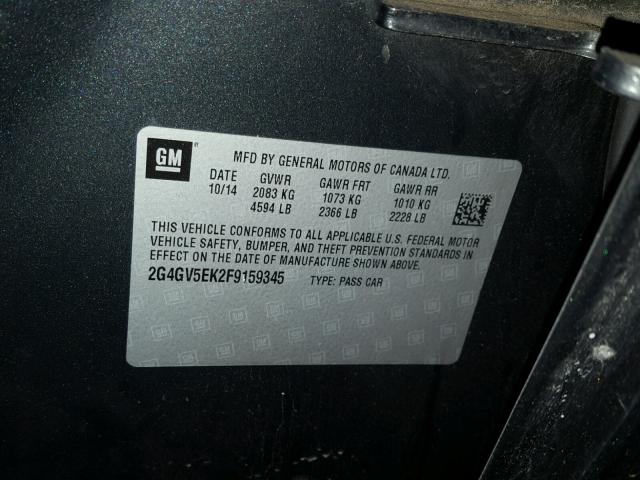 GM
MFD BY GENERAL MOTORS OF CANADA LTD.
DATE GVWR GAWR FRT GAWR RR
10/14 2083 KG 1073 KG 1010 KG
4594 LB 2366 LB 2228 LB
THIS VEHICLE CONFORMS TO ALL APPLICABLE U.S. FEDERAL MOTOR
VEHICLE SAFETY, BUMPER, AND THEFT PREVENTION STANDARDS IN
EFFECT ON THE DATE OF MANUFACTURE SHOWN ABOVE.
2G4GV5EK2F9159345 TYPE: PASS CAR